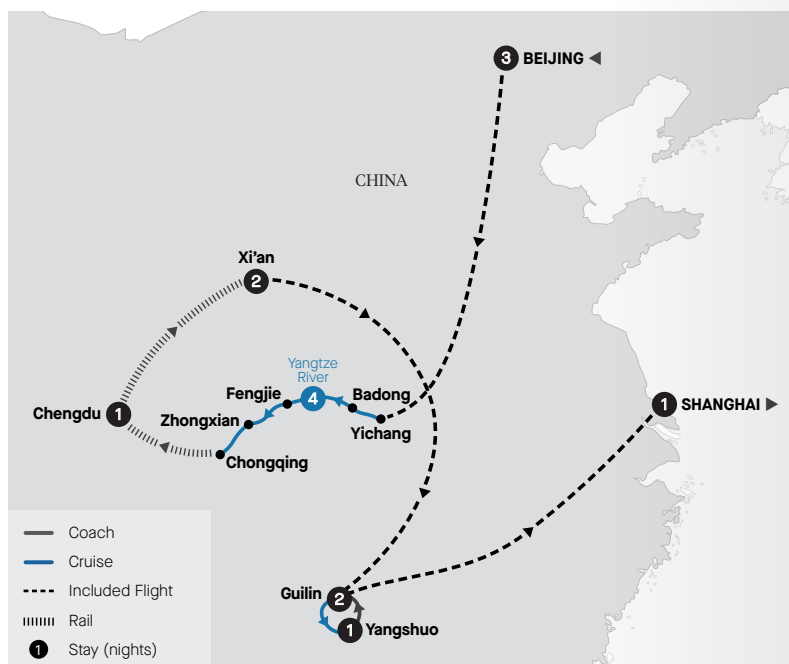 3 BEIJING
CHINA
Xi’an
2
Yangtze
River
Fengjie
4
Badong
Chengdu 1
Zhongxian
Yichang
Chongqing
1 SHANGHAI
Guilin
2
1 Yangshuo
Coach
Cruise
Included Flight
Rail
1 Stay (nights)